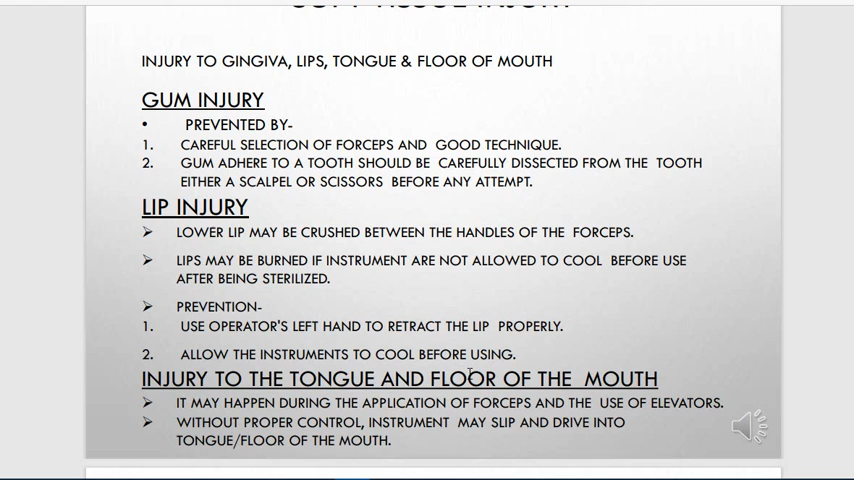 SOFT TISSUE INJURY
INJURY TO GINGIVA, LIPS, TONGUE & FLOOR OF MOUTH
GUM INJURY
• PREVENTED BY-
1. CAREFUL SELECTION OF FORCEPS AND GOOD TECHNIQUE.
2. GUM ADHERE TO A TOOTH SHOULD BE CAREFULLY DISSECTED FROM THE TOOTH
EITHER A SCALPEL OR SCISSORS BEFORE ANY ATTEMPT.
LIP INJURY
➢ LOWER LIP MAY BE CRUSHED BETWEEN THE HANDLES OF THE FORCEPS.
➢ LIPS MAY BE BURNED IF INSTRUMENT ARE NOT ALLOWED TO COOL BEFORE USE
AFTER BEING STERILIZED.
➢ PREVENTION-
1. USE OPERATOR'S LEFT HAND TO RETRACT THE LIP PROPERLY.
2. ALLOW THE INSTRUMENTS TO COOL BEFORE USING.
INJURY TO THE TONGUE AND FLOOR OF THE MOUTH
➢ IT MAY HAPPEN DURING THE APPLICATION OF FORCEPS AND THE USE OF ELEVATORS.
➢ WITHOUT PROPER CONTROL, INSTRUMENT MAY SLIP AND DRIVE INTO
TONGUE/FLOOR OF THE MOUTH.